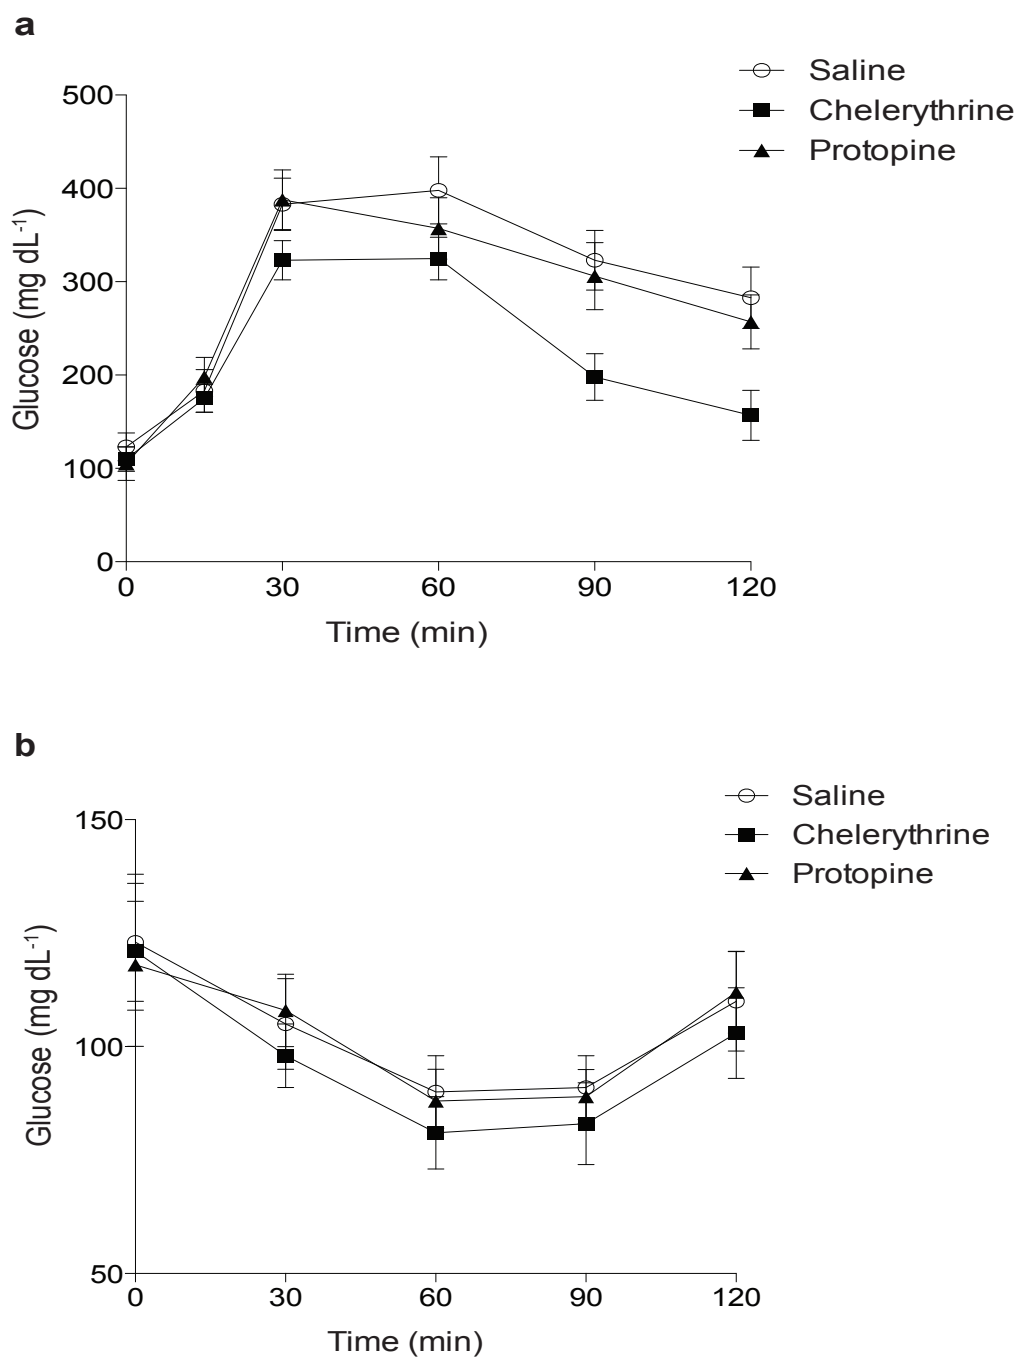 a
Saline
Chelerythrine
Protopine
500
400
300
200
100
0
0 30 60 90 120
Glucose (mg dL⁻¹)
Time (min)
b
Saline
Chelerythrine
Protopine
150
100
50
0 30 60 90 120
Glucose (mg dL⁻¹)
Time (min)